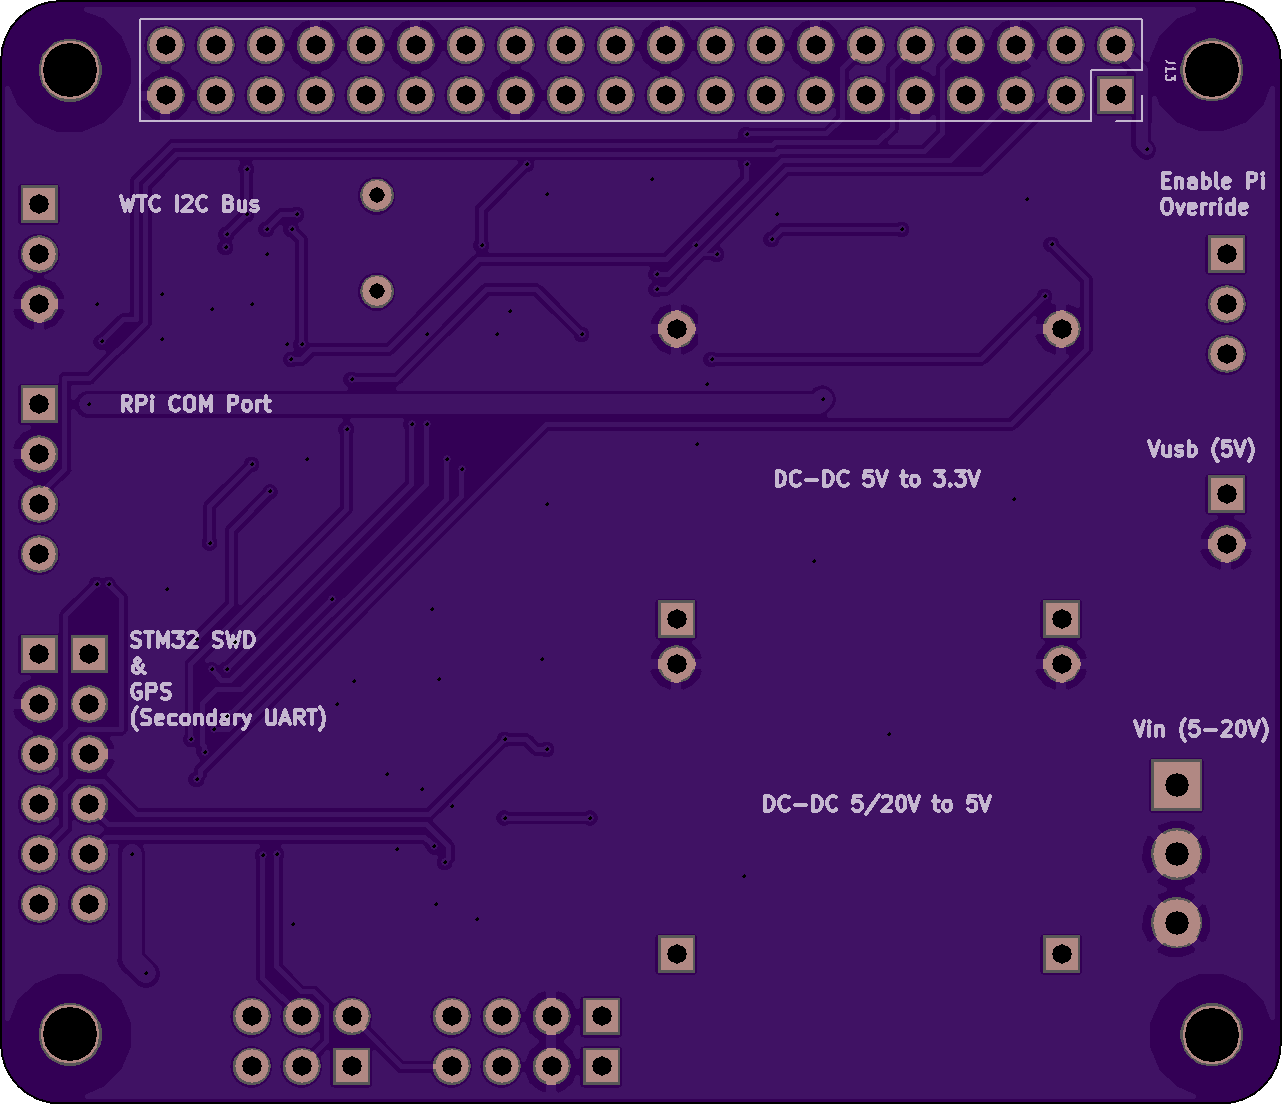 J13
Enable Pi
Override
WTC I2C Bus
RPi COM Port
Vusb (5V)
DC-DC 5V to 3.3V
STM32 SWD
&
GPS
(Secondary UART)
Vin (5-20V)
DC-DC 5/20V to 5V